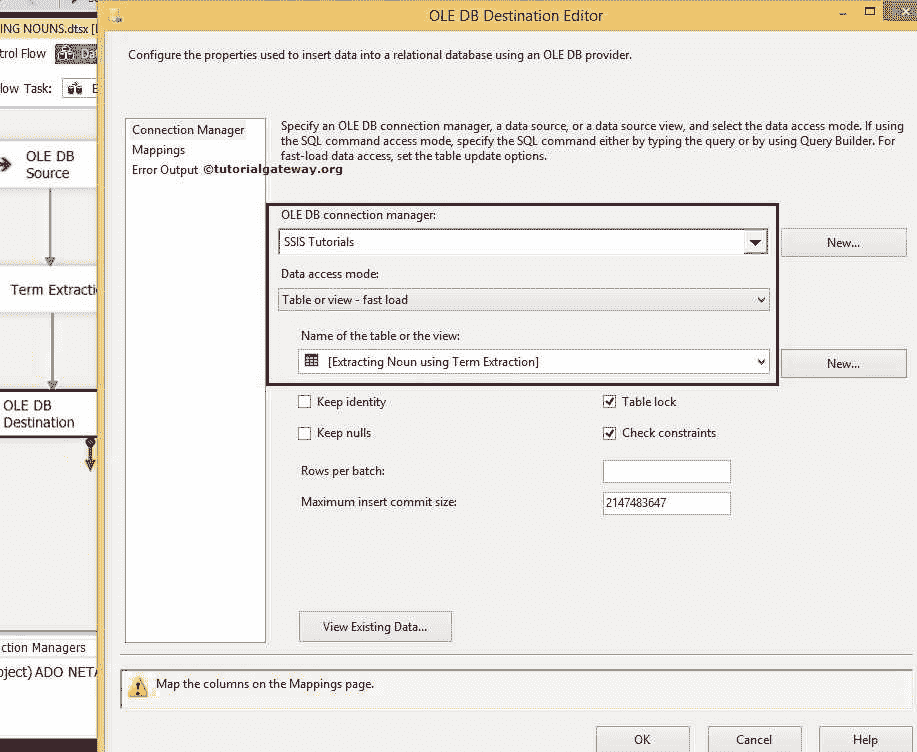 OLE DB Destination Editor
ING NOUNS.dtsx [
Configure the properties used to insert data into a relational database using an OLE DB provider.
trol Flow
low Task:
OLE DB
Source
Term Extracti
OLE DB
Destination
ction Managers
oject) ADO NET
Connection Manager
Mappings
Error Output ©tutorialgateway.org
Specify an OLE DB connection manager, a data source, or a data source view, and select the data access mode. If using
the SQL command access mode, specify the SQL command either by typing the query or by using Query Builder. For
fast-load data access, set the table update options.
OLE DB connection manager:
SSIS Tutorials
New...
Data access mode:
Table or view - fast load
Name of the table or the view:
[Extracting Noun using Term Extraction]
New...
Keep identity
Table lock
Keep nulls
Check constraints
Rows per batch:
Maximum insert commit size:
2147483647
View Existing Data...
Map the columns on the Mappings page.
OK
Cancel
Help